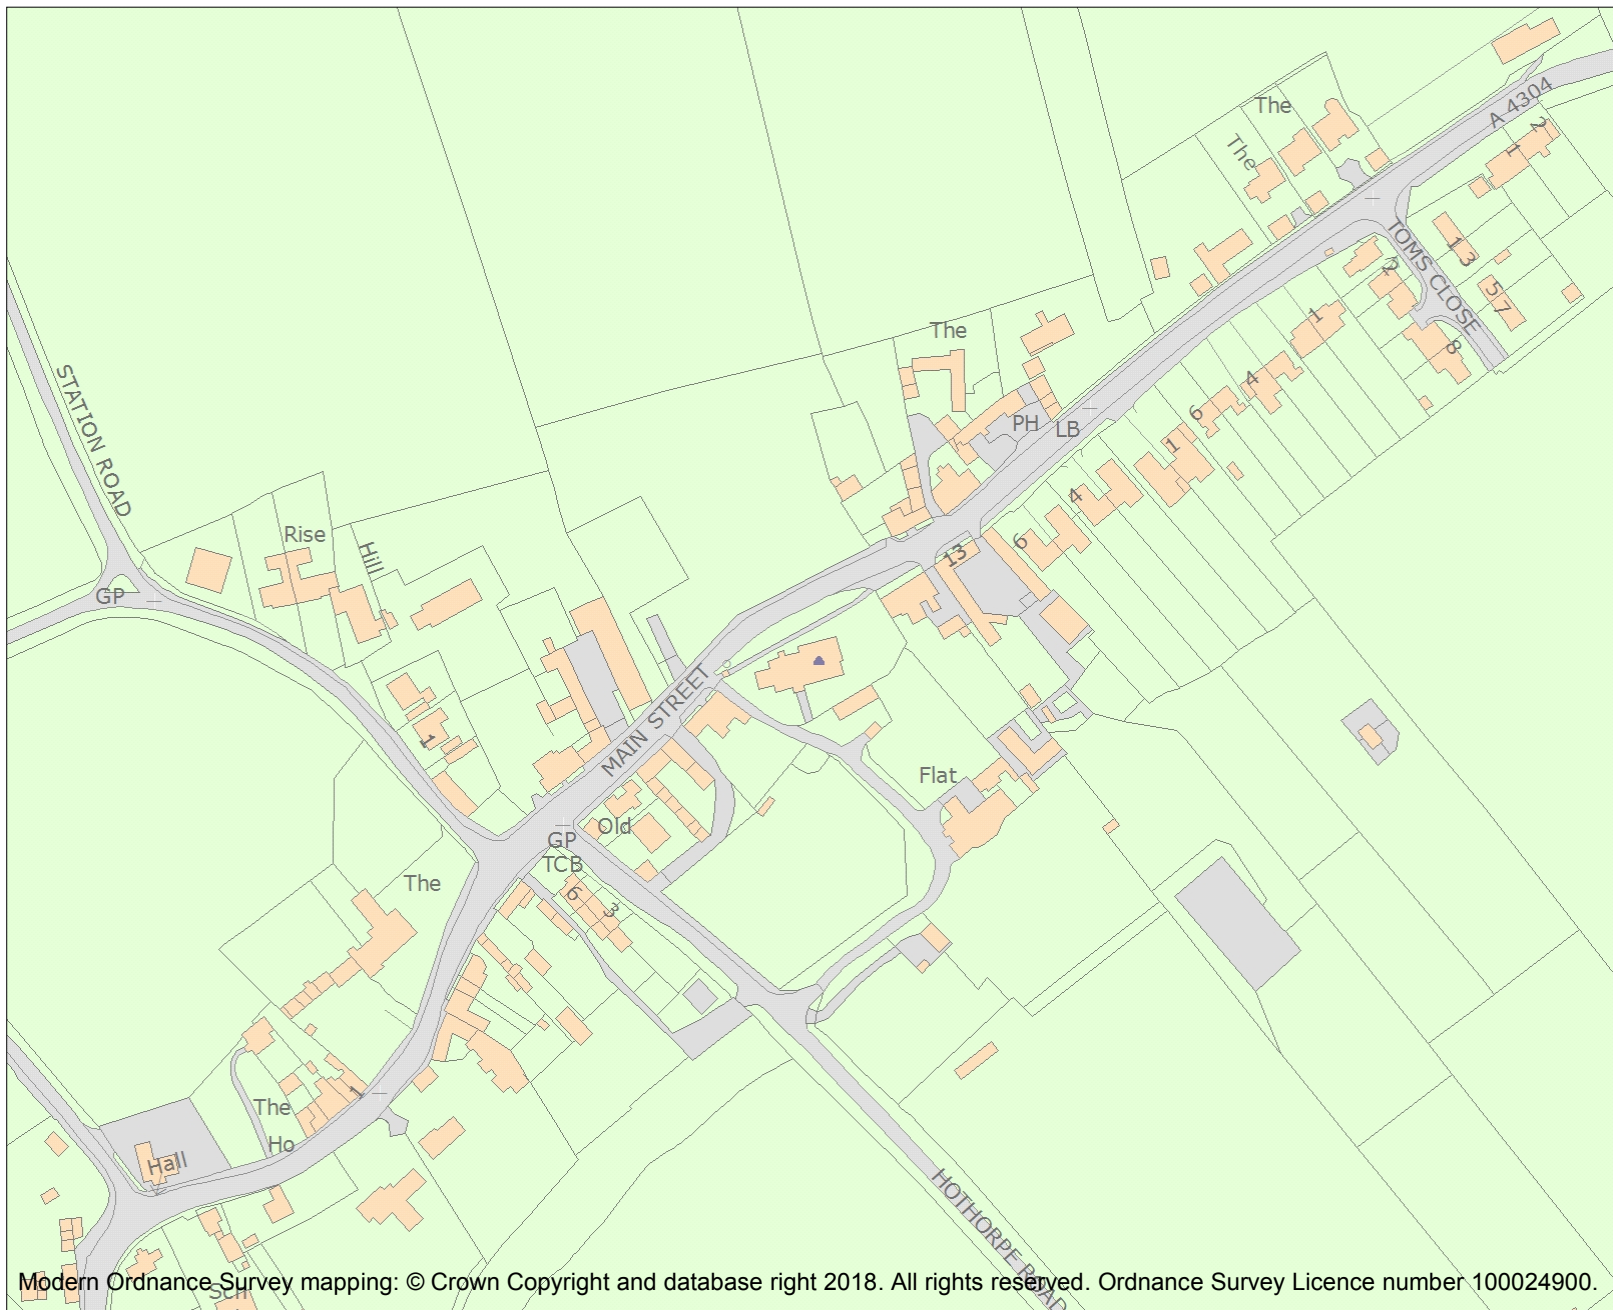 A 4304
The
2
The
1
TOMS CLOSE
1 3
2
5 7
1
The
8
STATION ROAD
4
6
PH
LB
1
4
Rise
6
Hill
13
GP
MAIN STREET
1
Flat
Old
GP
TCB
The
6
3
1
The
Ho
Hall
HOTHORPE ROAD
Sch
Modern Ordnance Survey mapping: © Crown Copyright and database right 2018. All rights reserved. Ordnance Survey Licence number 100024900.